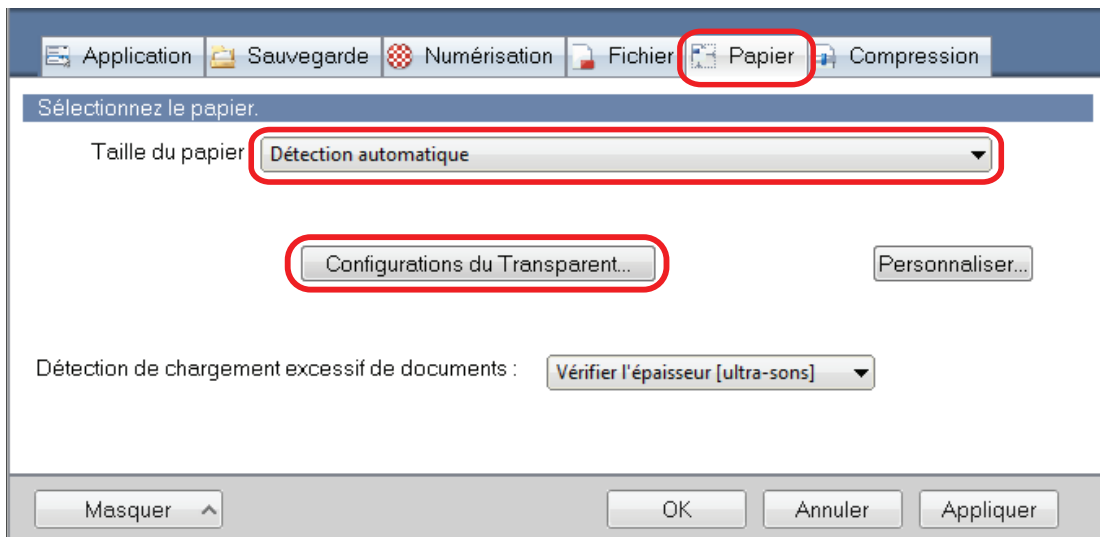 Application Sauvegarde Numérisation Fichier Papier Compression
Sélectionnez le papier.
Taille du papier Détection automatique
Configurations du Transparent... Personnaliser...
Détection de chargement excessif de documents : Vérifier l'épaisseur [ultra-sons]
Masquer OK Annuler Appliquer